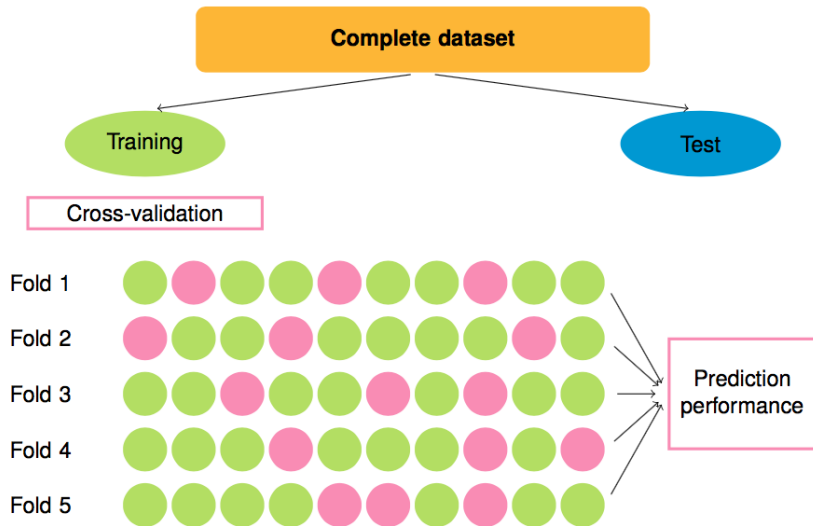 Complete dataset
Training
Test
Cross-validation
Fold 1
Fold 2
Fold 3
Fold 4
Fold 5
Prediction
performance